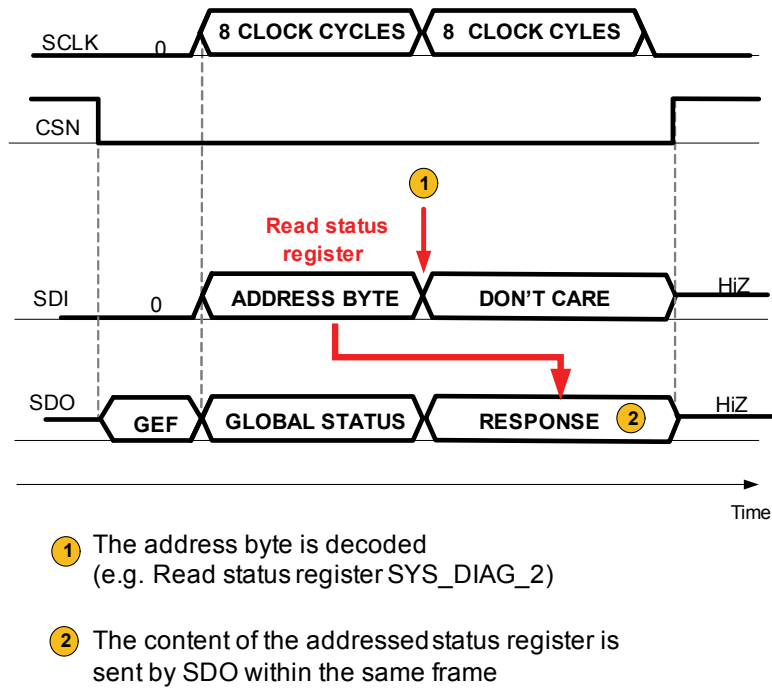 SCLK 0 8 CLOCK CYCLES 8 CLOCK CYLES
CSN
1
Read status
register
SDI 0 ADDRESS BYTE DON'T CARE HiZ
SDO GEF GLOBAL STATUS RESPONSE 2 HiZ
Time
1 The address byte is decoded
(e.g. Read status register SYS_DIAG_2)
2 The content of the addressed status register is
sent by SDO within the same frame